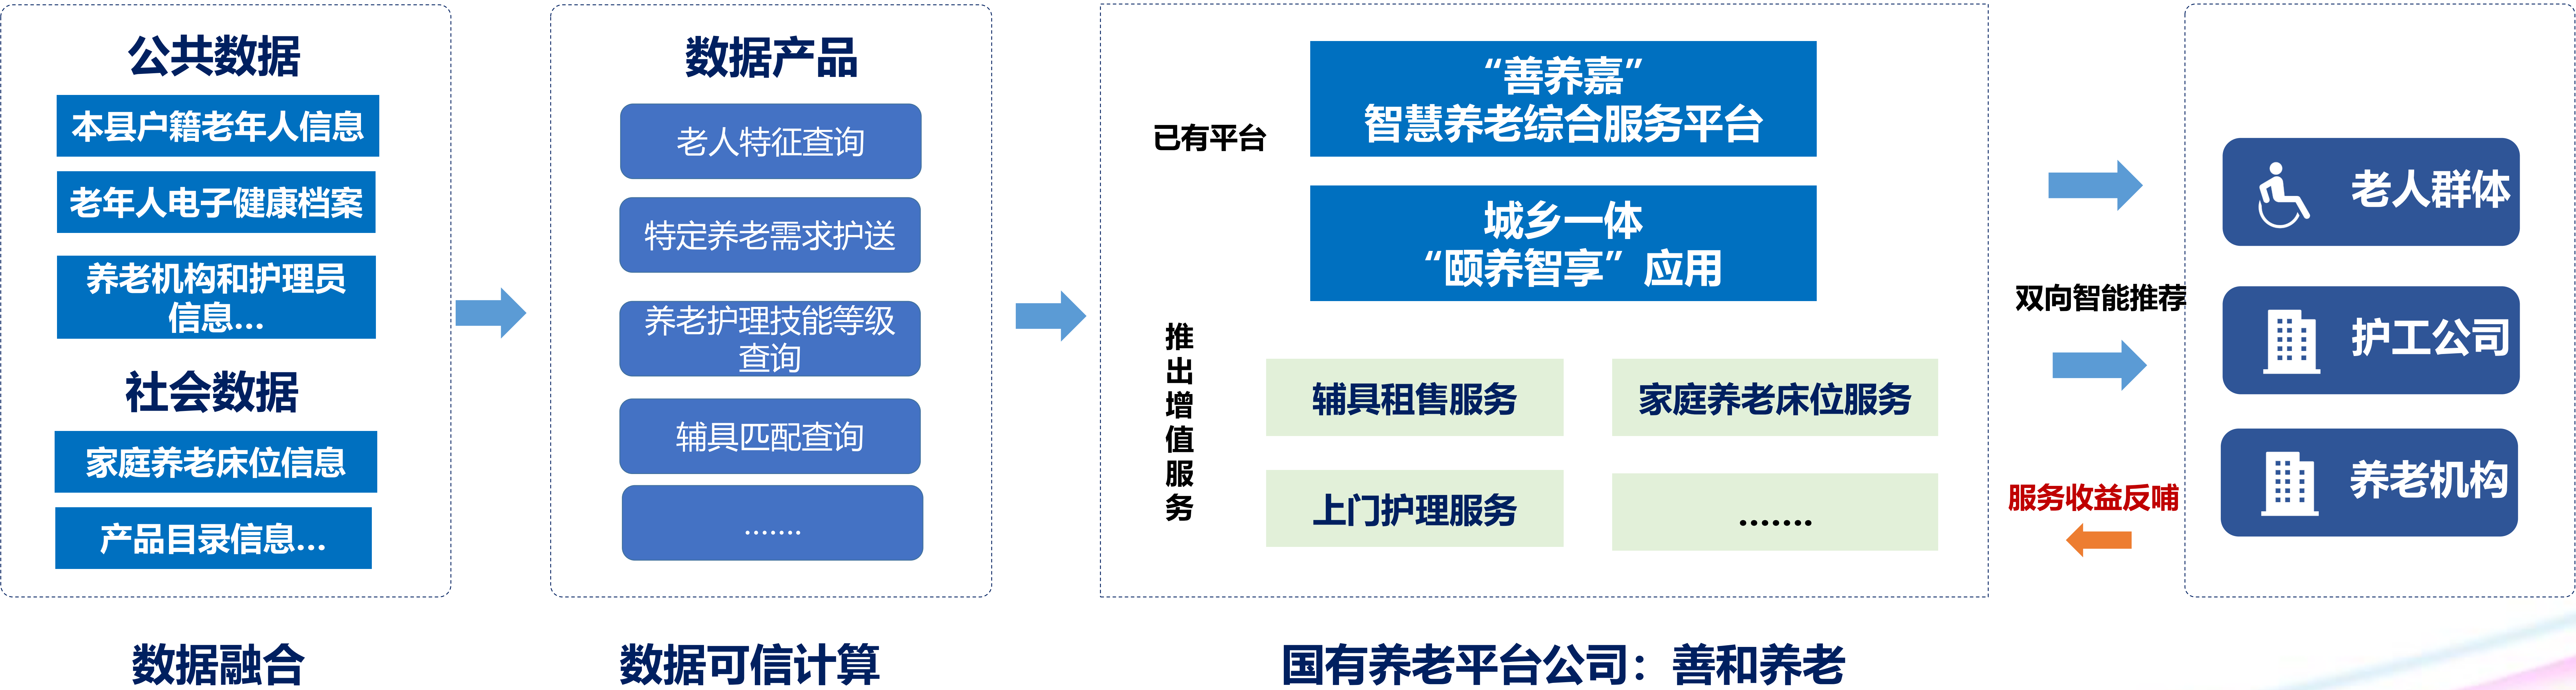 公共数据
本县户籍老年人信息
老年人电子健康档案
养老机构和护理员
信息...
社会数据
家庭养老床位信息
产品目录信息...
数据融合
数据产品
老人特征查询
特定养老需求护送
养老护理技能等级
查询
辅具匹配查询
.......
数据可信计算
已有平台
“善养嘉”
智慧养老综合服务平台
城乡一体
“颐养智享”应用
推出增值服务
辅具租售服务
家庭养老床位服务
上门护理服务
.......
国有养老平台公司：善和养老
双向智能推荐
服务收益反哺
老人群体
护工公司
养老机构